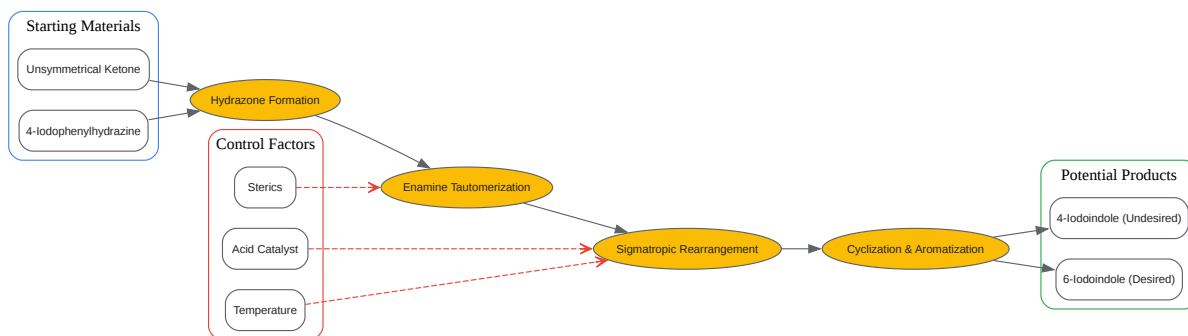 Starting Materials
Unsymmetrical Ketone
4-Iodophenylhydrazine
Hydrazone Formation
Control Factors
Sterics
Acid Catalyst
Temperature
Enamine Tautomerization
Sigmatropic Rearrangement
Cyclization & Aromatization
Potential Products
4-Iodoindole (Undesired)
6-Iodoindole (Desired)